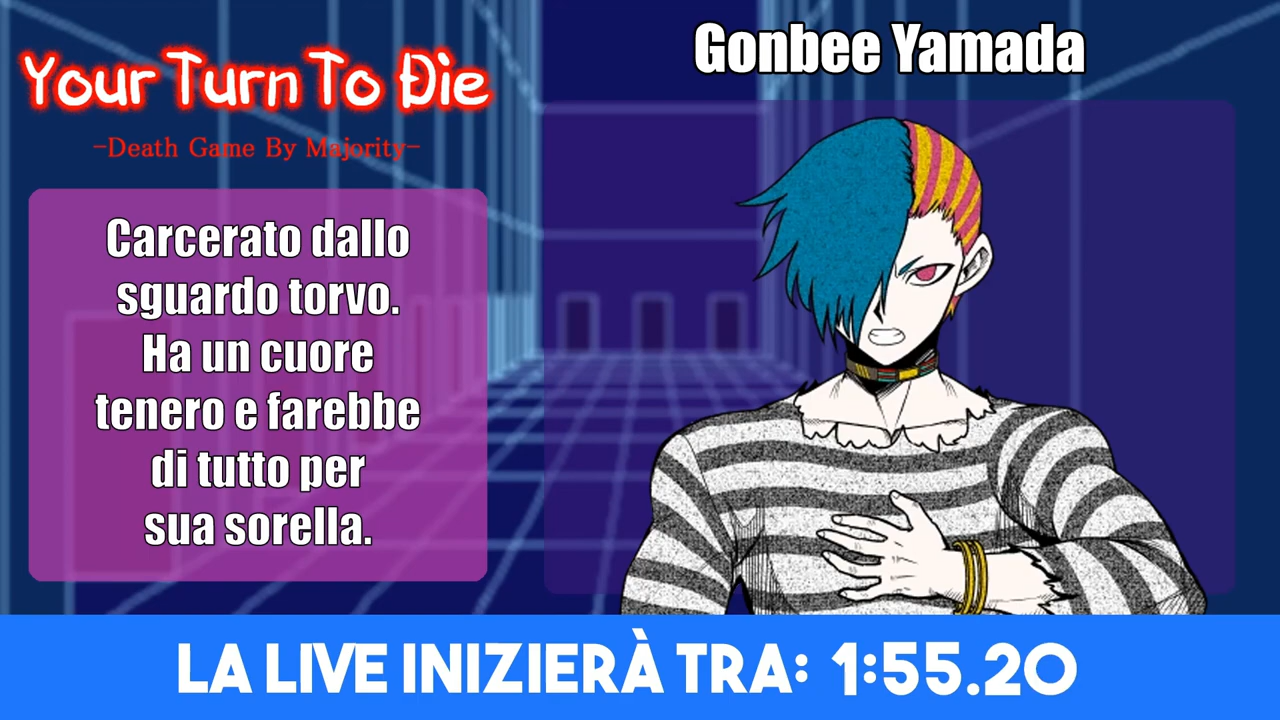 Your Turn To Die
-Death Game By Majority-
Gonbee Yamada
Carcerato dallo
sguardo torvo.
Ha un cuore
tenero e farebbe
di tutto per
sua sorella.
LA LIVE INIZIERÀ TRA: 1:55.20